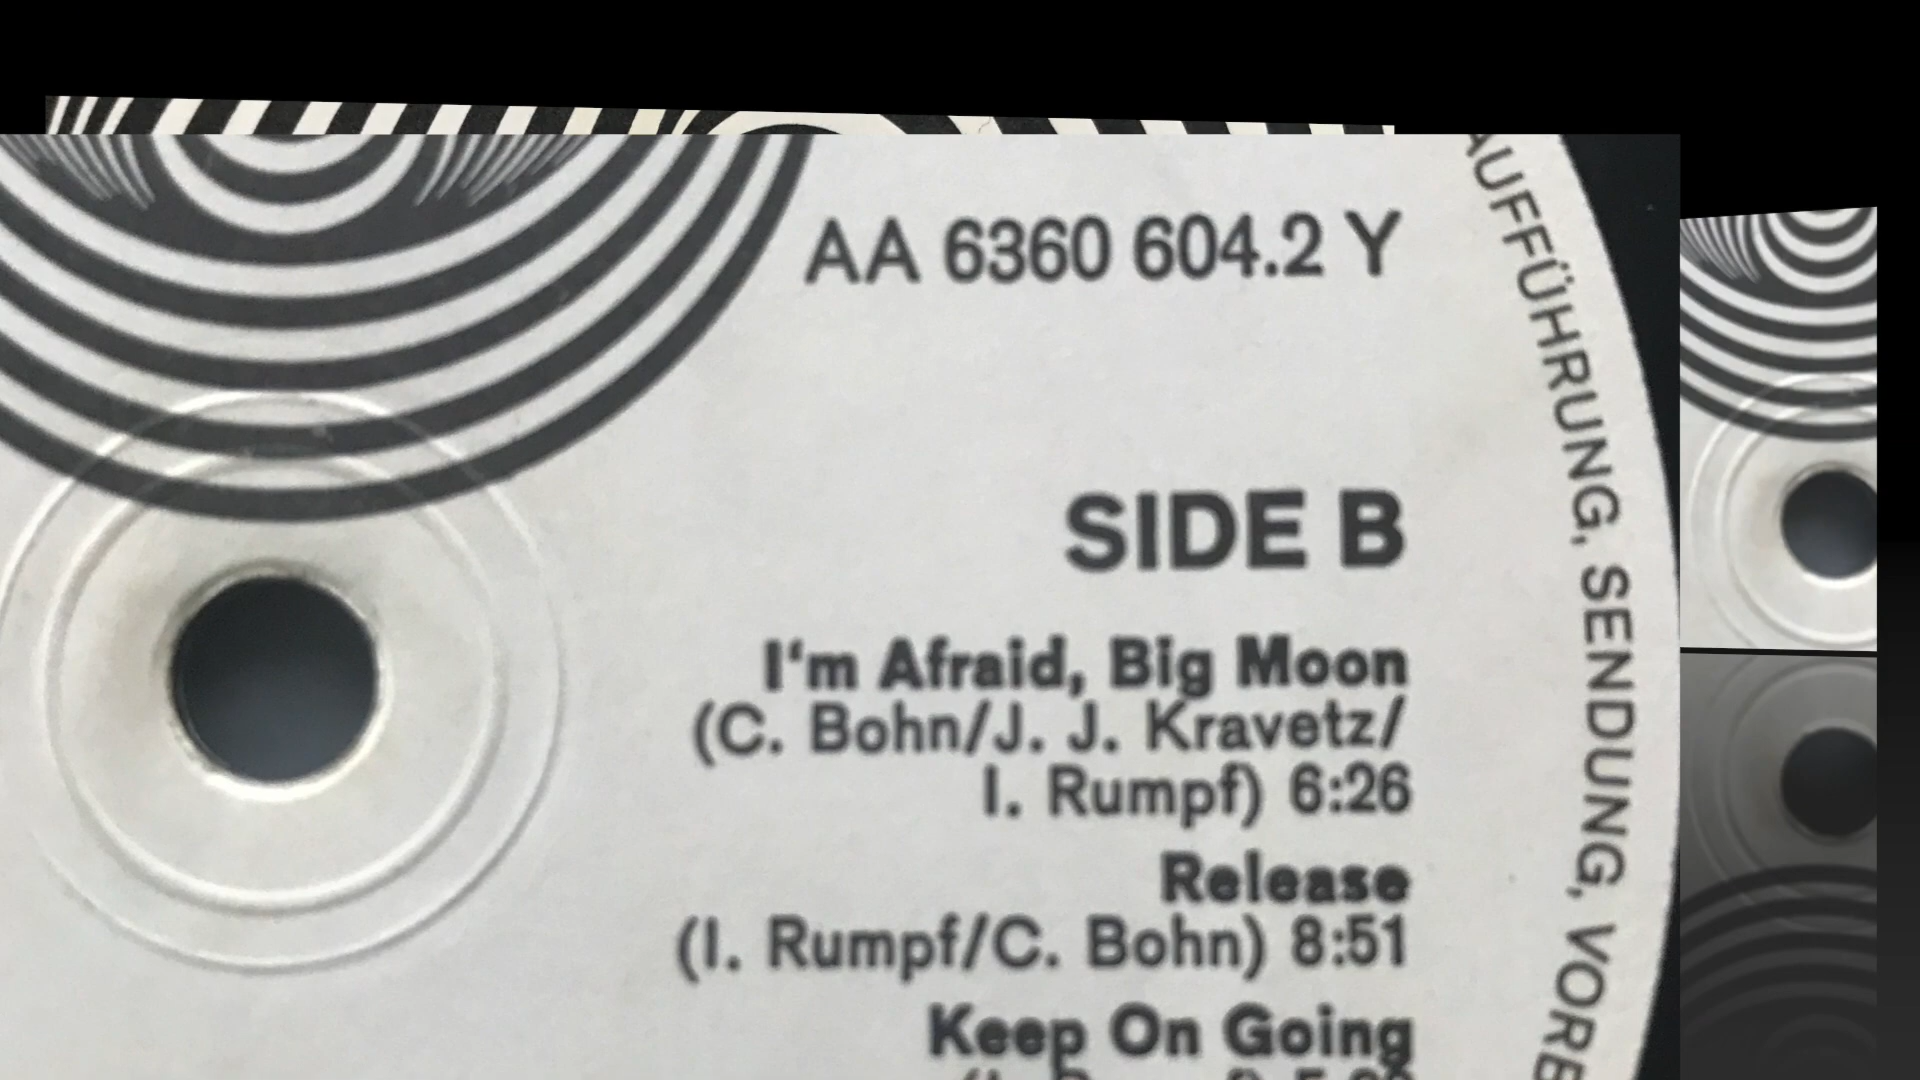 AA 6360 604.2 Y
SIDE B
I‘m Afraid, Big Moon
(C. Bohn/J. J. Kravetz/
I. Rumpf) 6:26
Release
(I. Rumpf/C. Bohn) 8:51
Keep On Going
AUFFÜHRUNG, SENDUNG,